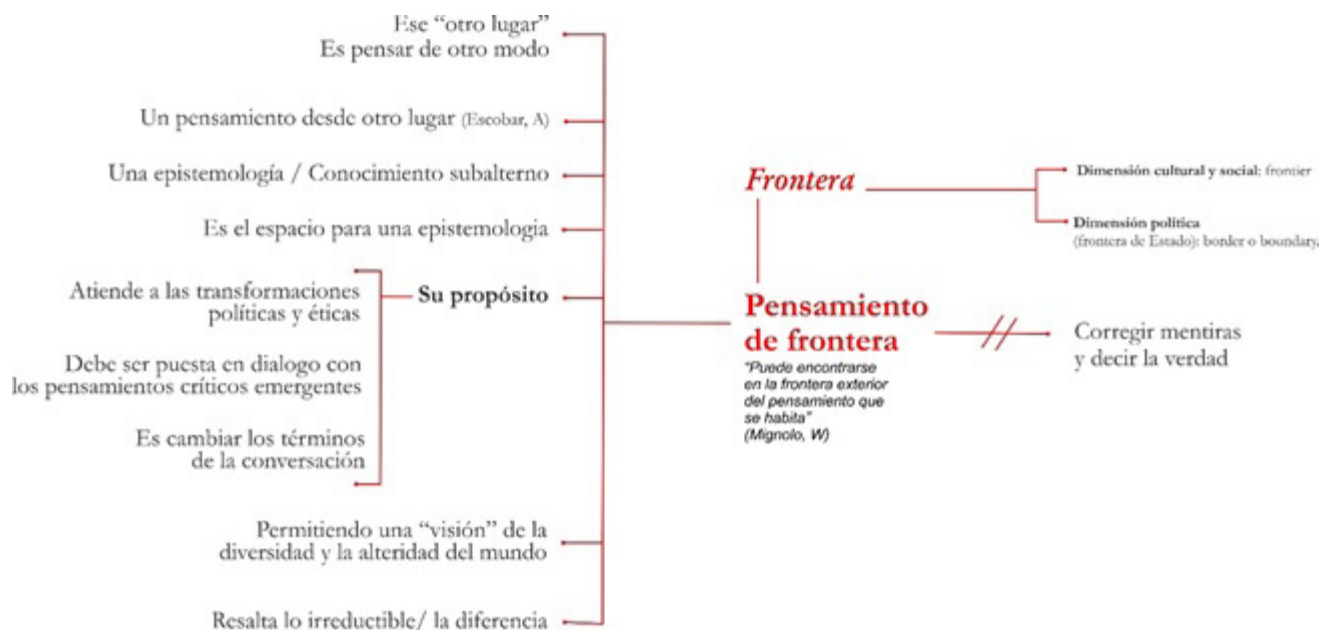 Ese “otro lugar”
Es pensar de otro modo
Un pensamiento desde otro lugar (Escobar, A)
Una epistemología / Conocimiento subalterno
Es el espacio para una epistemologia
Su propósito
Atiende a las transformaciones
políticas y éticas
Debe ser puesta en dialogo con
los pensamientos críticos emergentes
Es cambiar los términos
de la conversación
Permitiendo una “visión” de la
diversidad y la alteridad del mundo
Resalta lo irreductible/ la diferencia
Frontera
Dimensión cultural y social: frontier
Dimensión política
(frontera de Estado): border o boundary.
Pensamiento
de frontera
“Puede encontrarse
en la frontera exterior
del pensamiento que
se habita”
(Mignolo, W)
Corregir mentiras
y decir la verdad